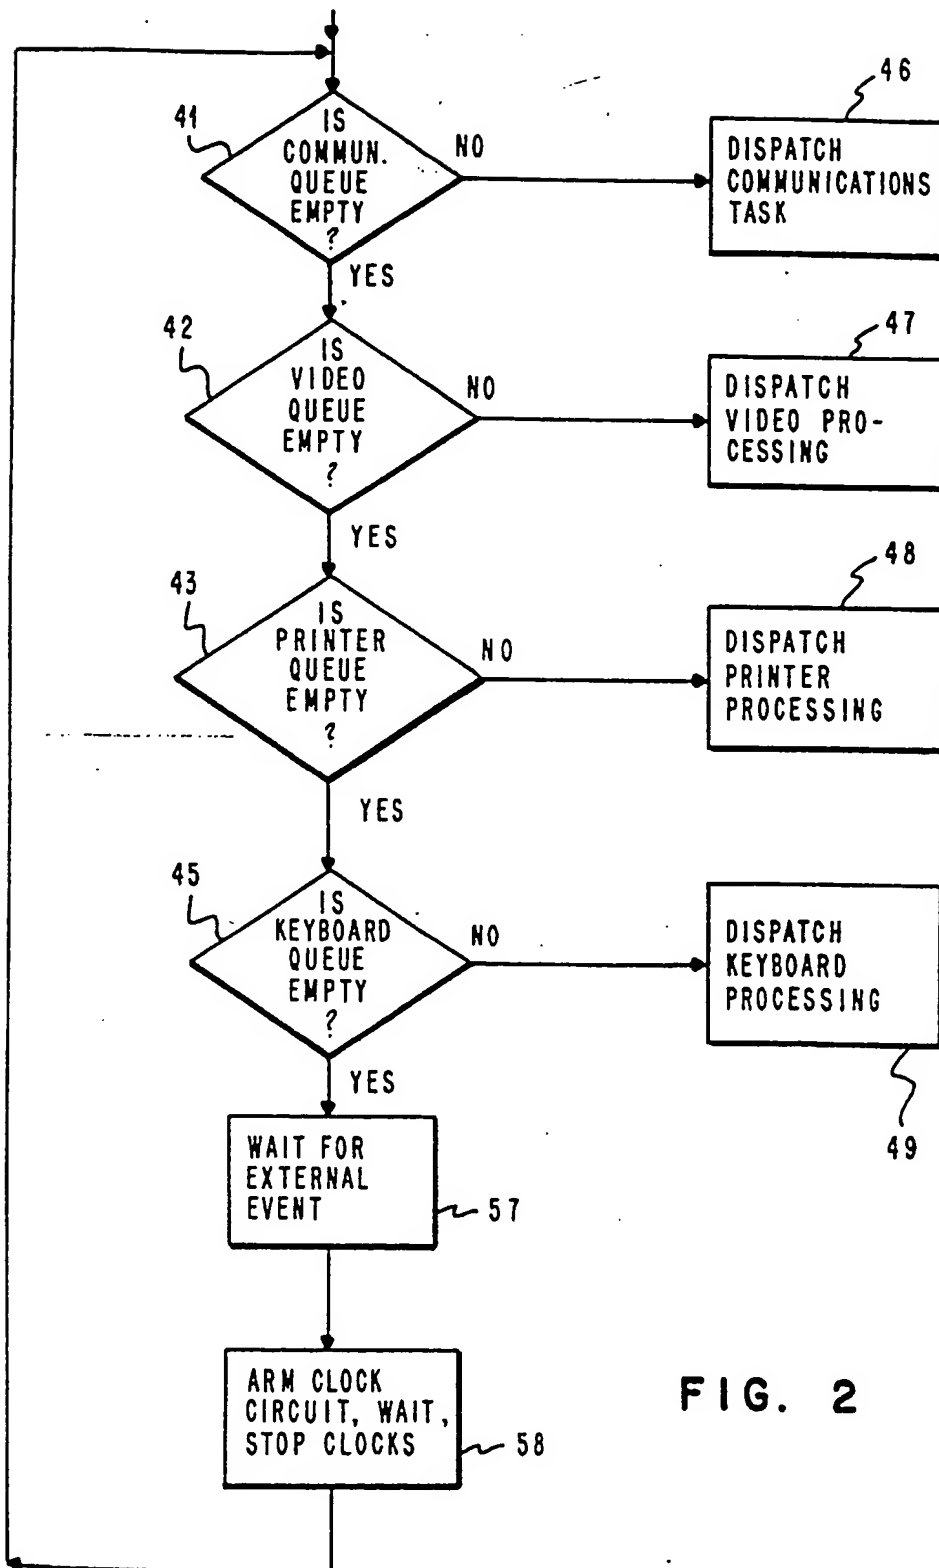 46
41
IS
COMMUN.
QUEUE
EMPTY
?
NO
DISPATCH
COMMUNICATIONS
TASK
YES
42
IS
VIDEO
QUEUE
EMPTY
?
NO
47
DISPATCH
VIDEO PRO-
CESSING
YES
43
IS
PRINTER
QUEUE
EMPTY
?
NO
48
DISPATCH
PRINTER
PROCESSING
YES
45
IS
KEYBOARD
QUEUE
EMPTY
?
NO
DISPATCH
KEYBOARD
PROCESSING
49
YES
WAIT FOR
EXTERNAL
EVENT
57
ARM CLOCK
CIRCUIT, WAIT,
STOP CLOCKS
58
FIG. 2